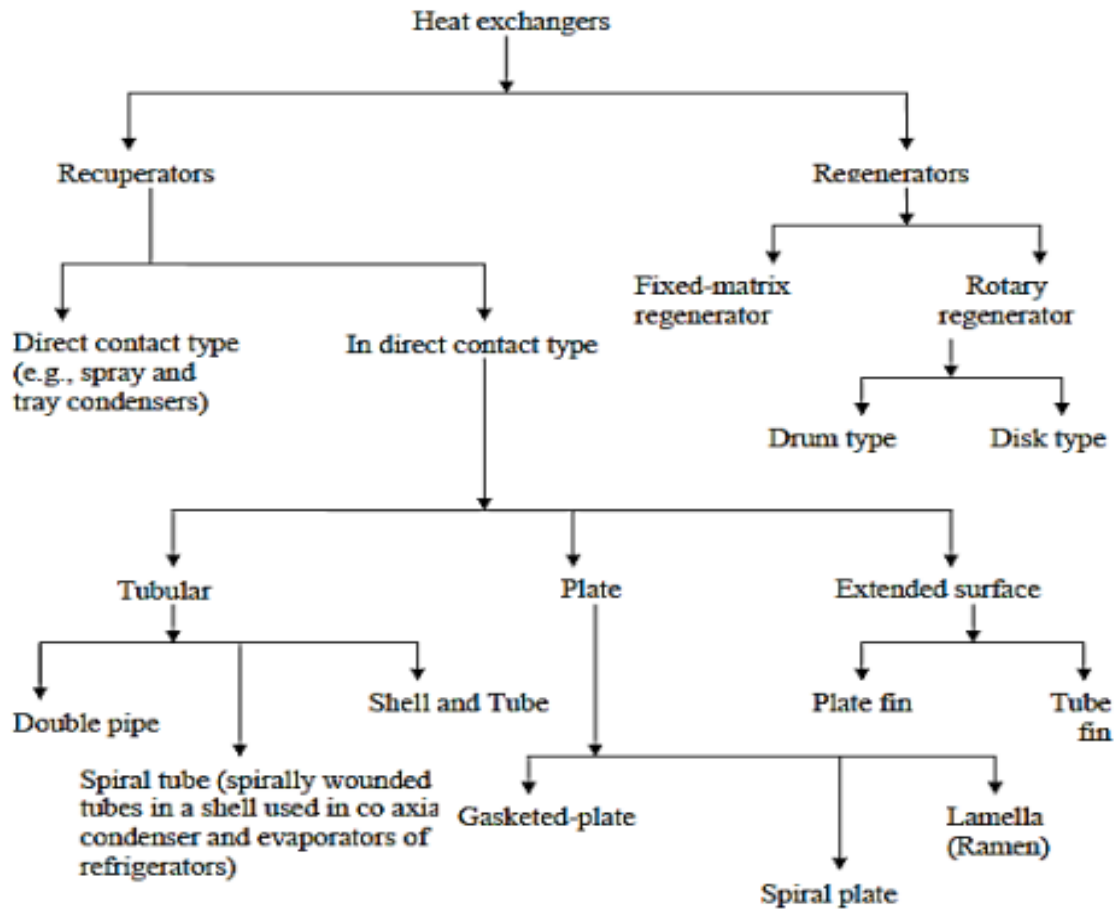 Heat exchangers
Recuperators
Regenerators
Fixed-matrix
regenerator
Rotary
regenerator
Direct contact type
(e.g., spray and
tray condensers)
In direct contact type
Drum type
Disk type
Tubular
Plate
Extended surface
Double pipe
Shell and Tube
Plate fin
Tube
fin
Spiral tube (spirally wounded
tubes in a shell used in co axia
condenser and evaporators of
refrigerators)
Gasketed-plate
Lamella
(Ramen)
Spiral plate